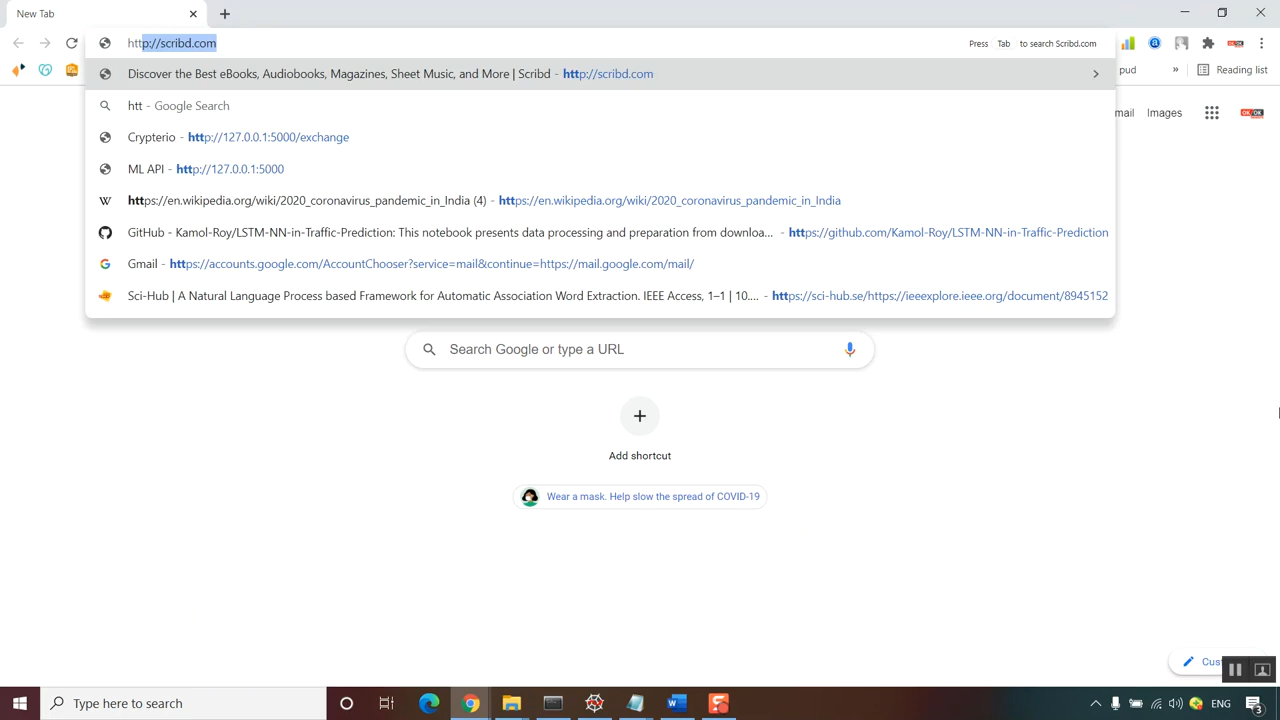 New Tab
http://scribd.com
Press Tab to search Scribd.com
Discover the Best eBooks, Audiobooks, Magazines, Sheet Music, and More | Scribd - http://scribd.com
pud
»
Reading list
htt - Google Search
mail
Images
Crypterio - http://127.0.0.1:5000/exchange
ML API - http://127.0.0.1:5000
https://en.wikipedia.org/wiki/2020_coronavirus_pandemic_in_India (4) - https://en.wikipedia.org/wiki/2020_coronavirus_pandemic_in_India
GitHub - Kamol-Roy/LSTM-NN-in-Traffic-Prediction: This notebook presents data processing and preparation from downloa... - https://github.com/Kamol-Roy/LSTM-NN-in-Traffic-Prediction
Gmail - https://accounts.google.com/AccountChooser?service=mail&continue=https://mail.google.com/mail/
Sci-Hub | A Natural Language Process based Framework for Automatic Association Word Extraction. IEEE Access, 1–1 | 10.... - https://sci-hub.se/https://ieeexplore.ieee.org/document/8945152
Search Google or type a URL
Add shortcut
Wear a mask. Help slow the spread of COVID-19
Cus
Type here to search
ENG
3